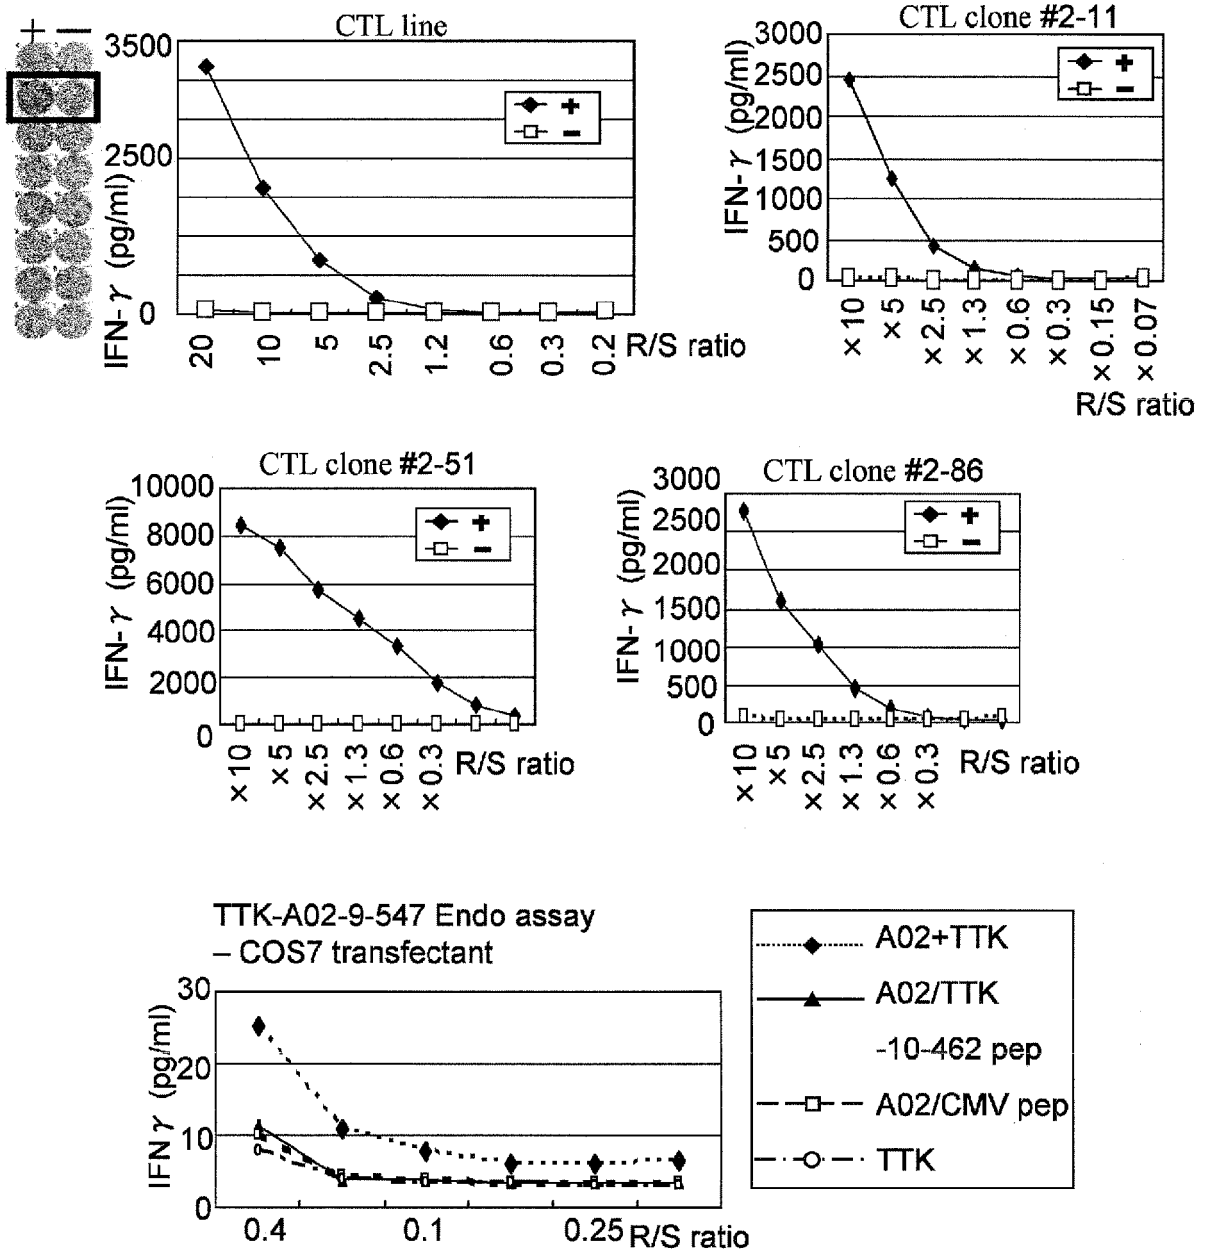 + −
CTL line
IFN-γ (pg/ml)
3500
2500
0
+
−
20 10 5 2.5 1.2 0.6 0.3 0.2 R/S ratio
CTL clone #2-11
IFN-γ (pg/ml)
3000
2500
2000
1500
1000
500
0
+
−
×10 ×5 ×2.5 ×1.3 ×0.6 ×0.3 ×0.15 ×0.07
R/S ratio
CTL clone #2-51
IFN-γ (pg/ml)
10000
8000
6000
4000
2000
0
+
−
×10 ×5 ×2.5 ×1.3 ×0.6 ×0.3 R/S ratio
CTL clone #2-86
IFN-γ (pg/ml)
3000
2500
2000
1500
1000
500
0
+
−
×10 ×5 ×2.5 ×1.3 ×0.6 ×0.3 R/S ratio
TTK-A02-9-547 Endo assay
– COS7 transfectant
IFN γ (pg/ml)
30
20
10
0
0.4 0.1 0.25 R/S ratio
A02+TTK
A02/TTK
-10-462 pep
A02/CMV pep
TTK